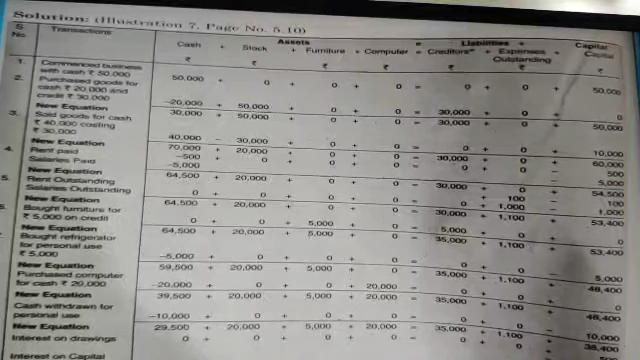 Solution: (Illustration 7, Page No. 5.10)
S. No. Transactions Assets = Liabilities + Capital
Cash + Stock + Furniture + Computer = Creditors + Expenses Outstanding + Capital
₹ ₹ ₹ ₹ ₹ ₹ ₹
1. Commenced business
with cash ₹ 50,000 50,000 + 0 + 0 + 0 = 0 + 0 + 50,000
2. Purchased goods for
cash ₹ 20,000 and
credit ₹ 30,000 –20,000 + 50,000 + 0 + 0 = 30,000 + 0 + 0
New Equation 30,000 + 50,000 + 0 + 0 = 30,000 + 0 + 50,000
3. Sold goods for cash
₹ 40,000 costing
₹ 30,000 40,000 – 30,000 + 0 + 0 = 0 + 0 + 10,000
New Equation 70,000 + 20,000 + 0 + 0 = 30,000 + 0 + 60,000
4. Rent paid –500 + 0 + 0 + 0 = 0 + 0 – 500
Salaries Paid –5,000 – 5,000
New Equation 64,500 + 20,000 + 0 + 0 = 30,000 + 0 + 54,500
5. Rent Outstanding + 100 – 100
Salaries Outstanding 0 + 0 + 0 + 0 = 0 + 1,000 – 1,000
New Equation 64,500 + 20,000 + 0 + 0 = 30,000 + 1,100 + 53,400
6. Bought furniture for
₹ 5,000 on credit 0 + 0 + 5,000 + 0 = 5,000 + 0 + 0
New Equation 64,500 + 20,000 + 5,000 + 0 = 35,000 + 1,100 + 53,400
Bought refrigerator
for personal use
₹ 5,000 –5,000 + 0 + 0 + 0 = 0 + 0 – 5,000
New Equation 59,500 + 20,000 + 5,000 + 0 = 35,000 + 1,100 + 48,400
Purchased computer
for cash ₹ 20,000 –20,000 + 0 + 0 + 20,000 = 0 + 0 + 0
New Equation 39,500 + 20,000 + 5,000 + 20,000 = 35,000 + 1,100 + 48,400
Cash withdrawn for
personal use –10,000 + 0 + 0 + 0 = 0 + 0 – 10,000
New Equation 29,500 + 20,000 + 5,000 + 20,000 = 35,000 + 1,100 + 38,400
Interest on drawings 0 + 0 + 0 + 0 = 0 + 0
Interest on Capital